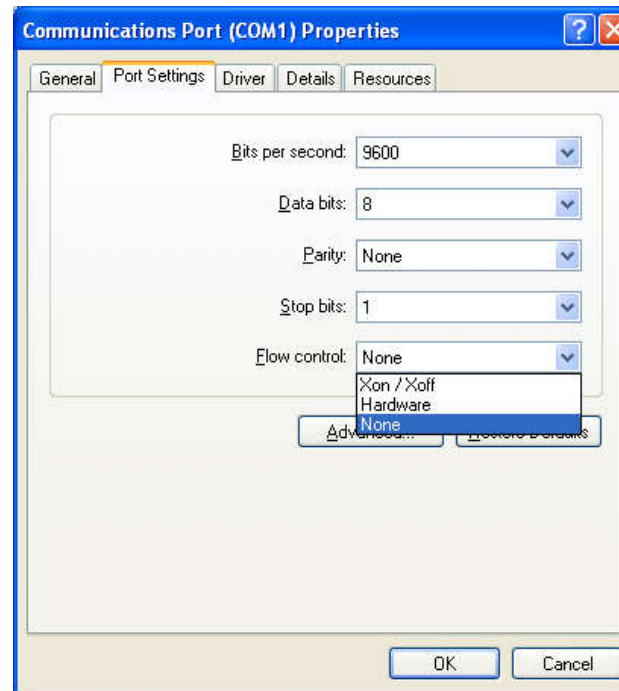 Communications Port (COM1) Properties
General Port Settings Driver Details Resources
Bits per second: 9600
Data bits: 8
Parity: None
Stop bits: 1
Flow control: None
Xon / Xoff
Hardware
None
OK Cancel